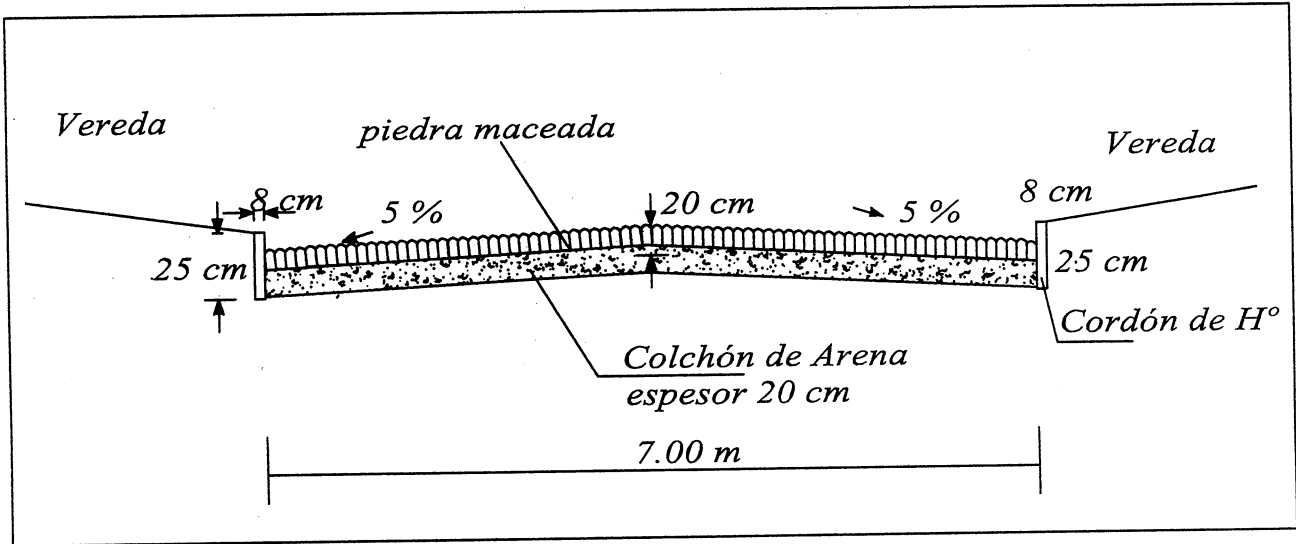 Vereda
piedra maceada
Vereda
8 cm
5 %
20 cm
5 %
8 cm
25 cm
25 cm
Cordón de Hº
Colchón de Arena
espesor 20 cm
7.00 m